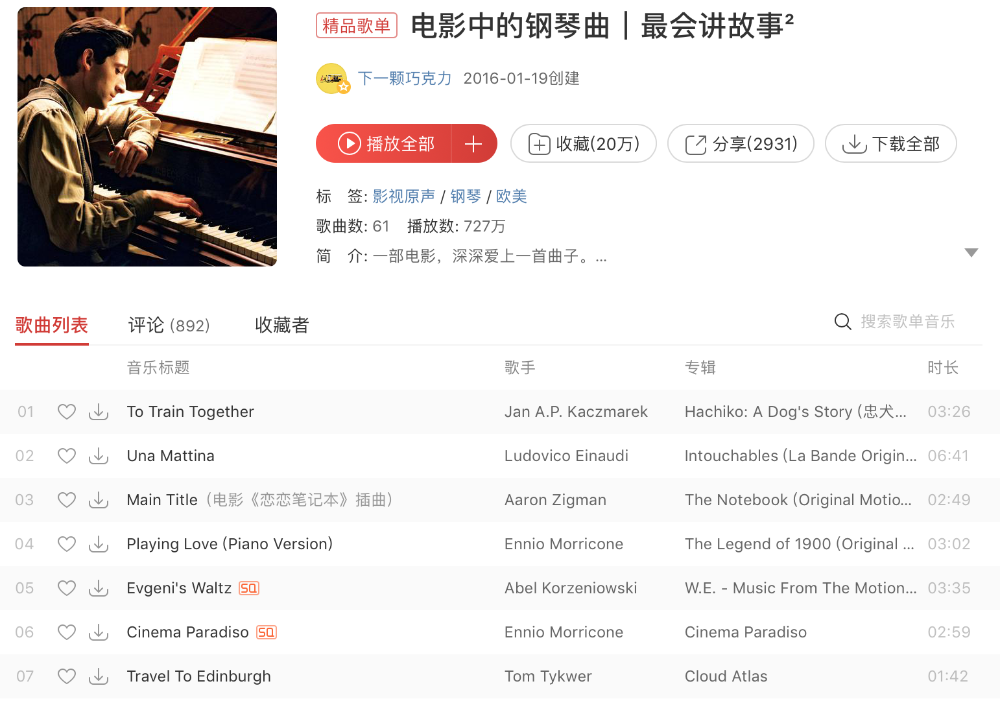 精品歌单 电影中的钢琴曲｜最会讲故事²
下一颗巧克力 2016-01-19创建
播放全部 收藏(20万) 分享(2931) 下载全部
标 签: 影视原声 / 钢琴 / 欧美
歌曲数: 61 播放数: 727万
简 介: 一部电影，深深爱上一首曲子。...
歌曲列表 评论 (892) 收藏者 搜索歌单音乐
音乐标题 歌手 专辑 时长
01 To Train Together Jan A.P. Kaczmarek Hachiko: A Dog's Story (忠犬... 03:26
02 Una Mattina Ludovico Einaudi Intouchables (La Bande Origin... 06:41
03 Main Title（电影《恋恋笔记本》插曲） Aaron Zigman The Notebook (Original Motio... 02:49
04 Playing Love (Piano Version) Ennio Morricone The Legend of 1900 (Original ... 03:02
05 Evgeni's Waltz SQ Abel Korzeniowski W.E. - Music From The Motion... 03:35
06 Cinema Paradiso SQ Ennio Morricone Cinema Paradiso 02:59
07 Travel To Edinburgh Tom Tykwer Cloud Atlas 01:42